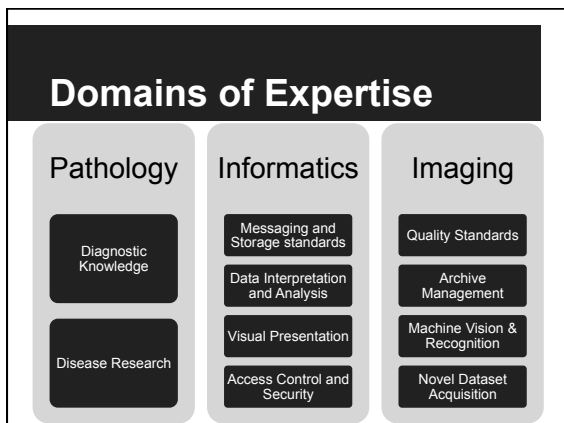 Domains of Expertise
Pathology
Diagnostic
Knowledge
Disease Research
Informatics
Messaging and
Storage standards
Data Interpretation
and Analysis
Visual Presentation
Access Control and
Security
Imaging
Quality Standards
Archive
Management
Machine Vision &
Recognition
Novel Dataset
Acquisition